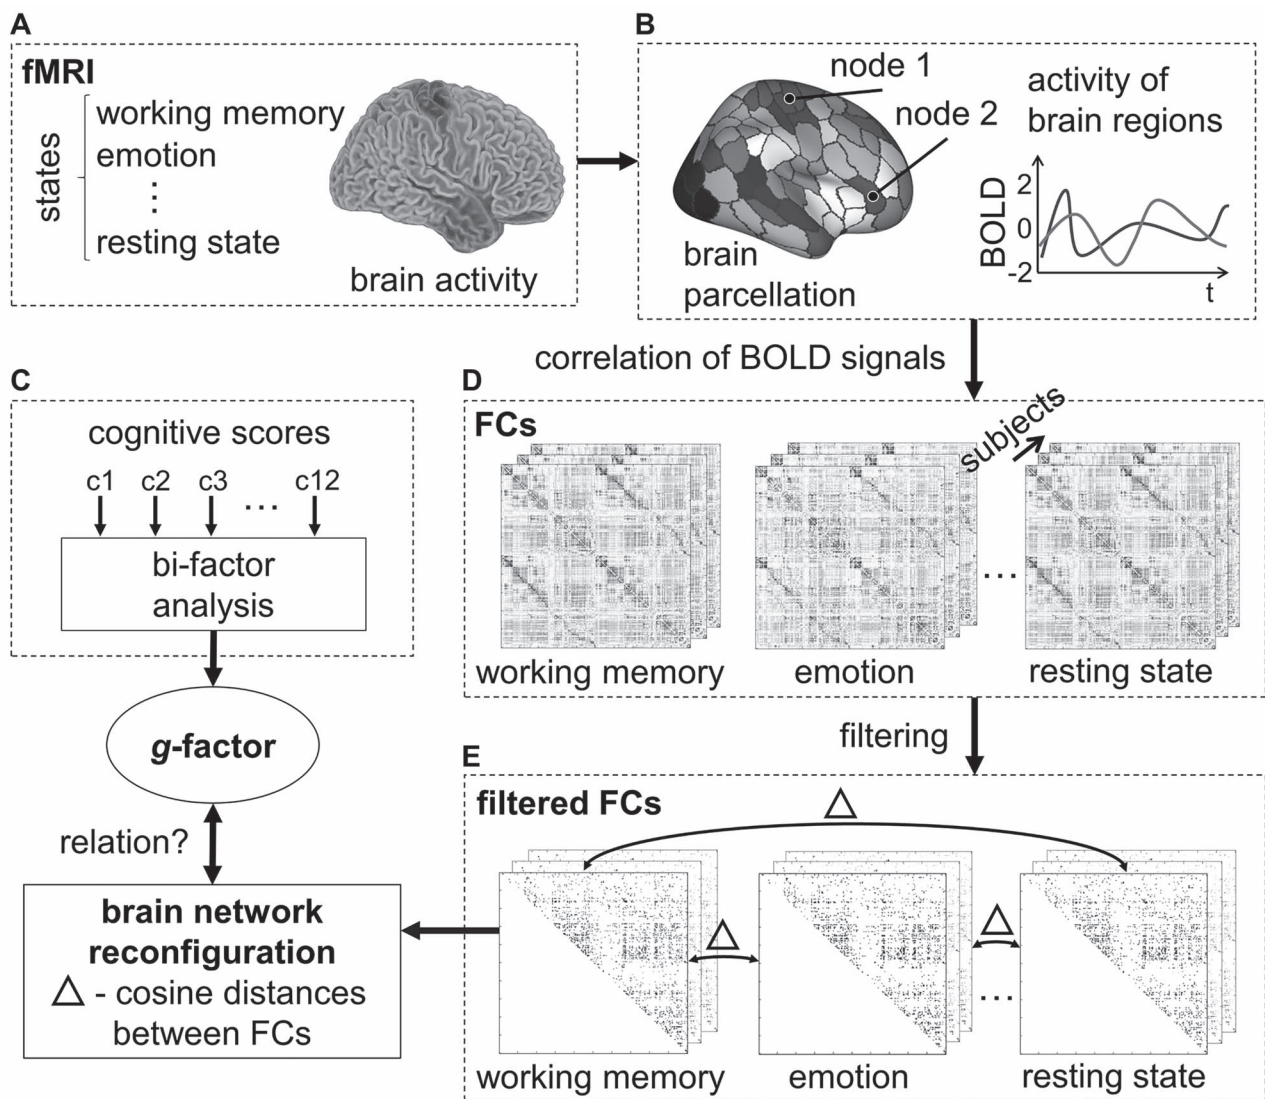 A
fMRI
states
working memory
emotion
⋮
resting state
brain activity
B
node 1
node 2
brain
parcellation
activity of
brain regions
BOLD
2
0
-2
t
correlation of BOLD signals
C
cognitive scores
c1 c2 c3 ... c12
bi-factor
analysis
g-factor
relation?
brain network
reconfiguration
△ - cosine distances
between FCs
D
FCs
subjects
...
working memory
emotion
resting state
filtering
E
filtered FCs
△
△
△
...
working memory
emotion
resting state